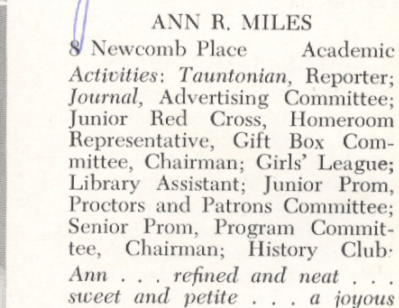 ANN R. MILES
8 Newcomb Place Academic
Activities: Tauntonian, Reporter;
Journal, Advertising Committee;
Junior Red Cross, Homeroom
Representative, Gift Box Com-
mittee, Chairman; Girls' League;
Library Assistant; Junior Prom,
Proctors and Patrons Committee;
Senior Prom, Program Commit-
tee, Chairman; History Club·
Ann . . . refined and neat . . .
sweet and petite . . . a joyous